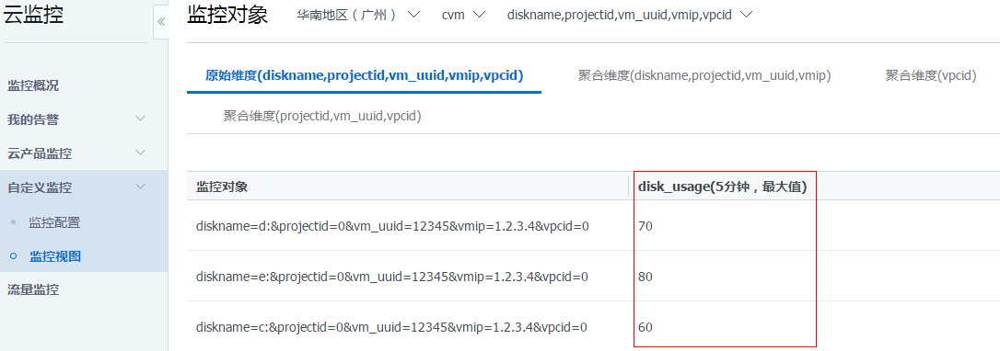 云监控
监控概况
我的告警
云产品监控
自定义监控
监控配置
监控视图
流量监控
监控对象 华南地区（广州） cvm diskname,projectid,vm_uuid,vmip,vpcid
原始维度(diskname,projectid,vm_uuid,vmip,vpcid) 聚合维度(diskname,projectid,vm_uuid,vmip) 聚合维度(vpcid)
聚合维度(projectid,vm_uuid,vpcid)
监控对象 disk_usage(5分钟，最大值)
diskname=d:&projectid=0&vm_uuid=12345&vmip=1.2.3.4&vpcid=0 70
diskname=e:&projectid=0&vm_uuid=12345&vmip=1.2.3.4&vpcid=0 80
diskname=c:&projectid=0&vm_uuid=12345&vmip=1.2.3.4&vpcid=0 60